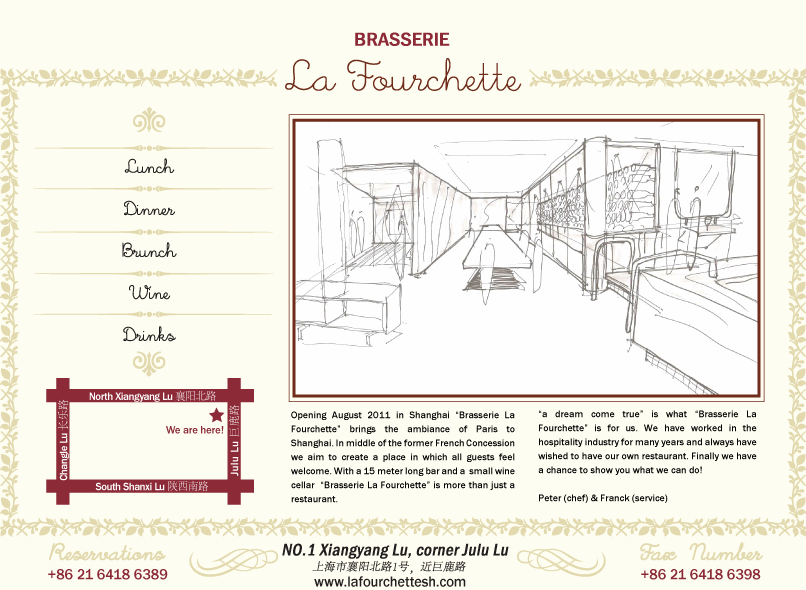 BRASSERIE
La Fourchette
Lunch
Dinner
Brunch
Wine
Drinks
North Xiangyang Lu 襄阳北路
Changle Lu 长乐路
We are here!
Julu Lu 巨鹿路
South Shanxi Lu 陕西南路
Opening August 2011 in Shanghai “Brasserie La
Fourchette” brings the ambiance of Paris to
Shanghai. In middle of the former French Concession
we aim to create a place in which all guests feel
welcome. With a 15 meter long bar and a small wine
cellar “Brasserie La Fourchette” is more than just a
restaurant.
“a dream come true” is what “Brasserie La
Fourchette” is for us. We have worked in the
hospitality industry for many years and always have
wished to have our own restaurant. Finally we have
a chance to show you what we can do!
Peter (chef) & Franck (service)
Reservations
+86 21 6418 6389
NO.1 Xiangyang Lu, corner Julu Lu
上海市襄阳北路1号，近巨鹿路
www.lafourchettesh.com
Fax Number
+86 21 6418 6398